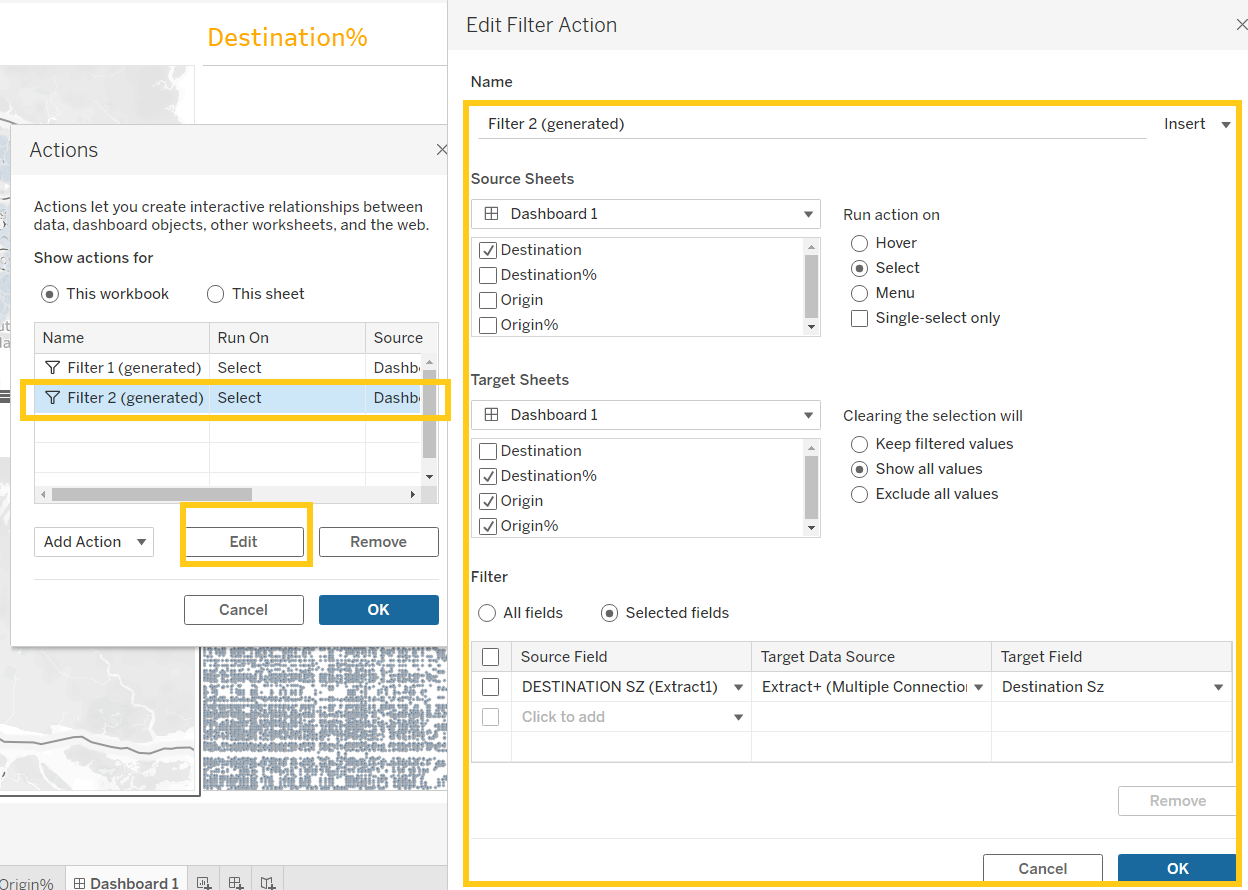 Destination%
Actions
Actions let you create interactive relationships between
data, dashboard objects, other worksheets, and the web.
Show actions for
This workbook
This sheet
Name Run On Source
Filter 1 (generated) Select Dashb
Filter 2 (generated) Select Dashb
Add Action Edit Remove
Cancel OK
Origin% Dashboard 1
Edit Filter Action
Name
Filter 2 (generated) Insert
Source Sheets
Dashboard 1
Destination
Destination%
Origin
Origin%
Run action on
Hover
Select
Menu
Single-select only
Target Sheets
Dashboard 1
Destination
Destination%
Origin
Origin%
Clearing the selection will
Keep filtered values
Show all values
Exclude all values
Filter
All fields Selected fields
Source Field Target Data Source Target Field
DESTINATION SZ (Extract1) Extract+ (Multiple Connectio Destination Sz
Click to add
Remove
Cancel OK